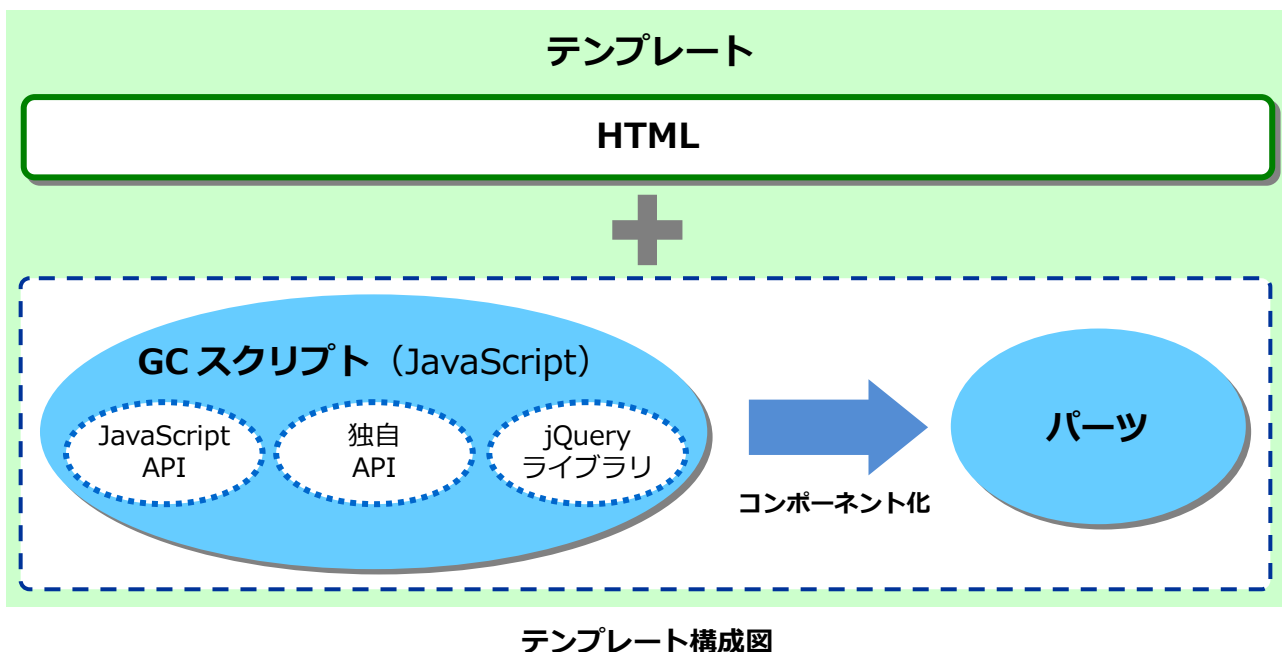 テンプレート
HTML
GC スクリプト（JavaScript）
JavaScript
API
独自
API
jQuery
ライブラリ
コンポーネント化
パーツ
テンプレート構成図